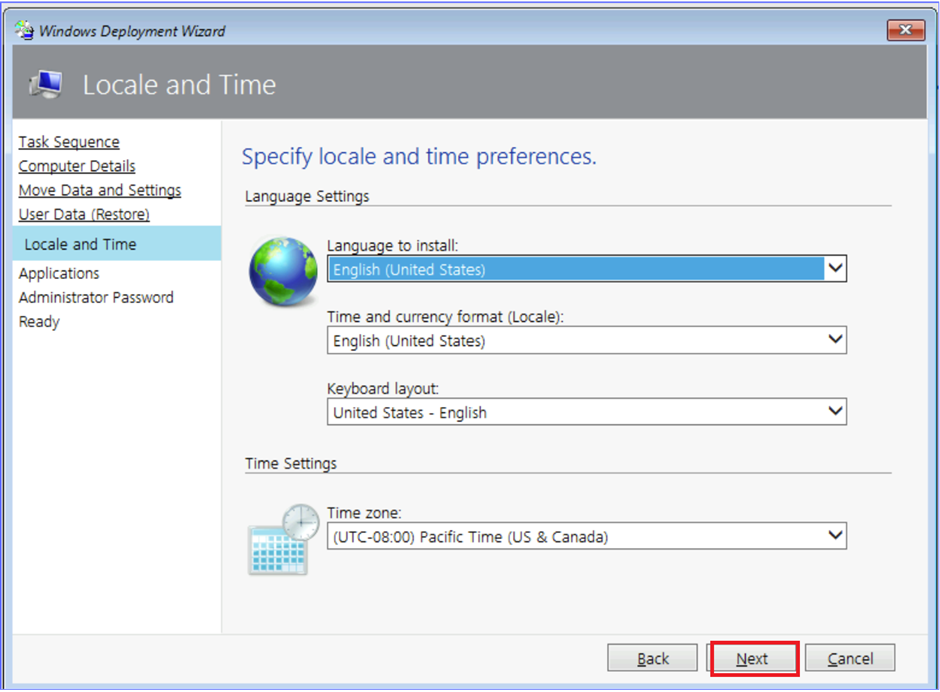 Windows Deployment Wizard
Locale and Time
Task Sequence
Computer Details
Move Data and Settings
User Data (Restore)
Locale and Time
Applications
Administrator Password
Ready
Specify locale and time preferences.
Language Settings
Language to install:
English (United States)
Time and currency format (Locale):
English (United States)
Keyboard layout:
United States - English
Time Settings
Time zone:
(UTC-08:00) Pacific Time (US & Canada)
Back
Next
Cancel